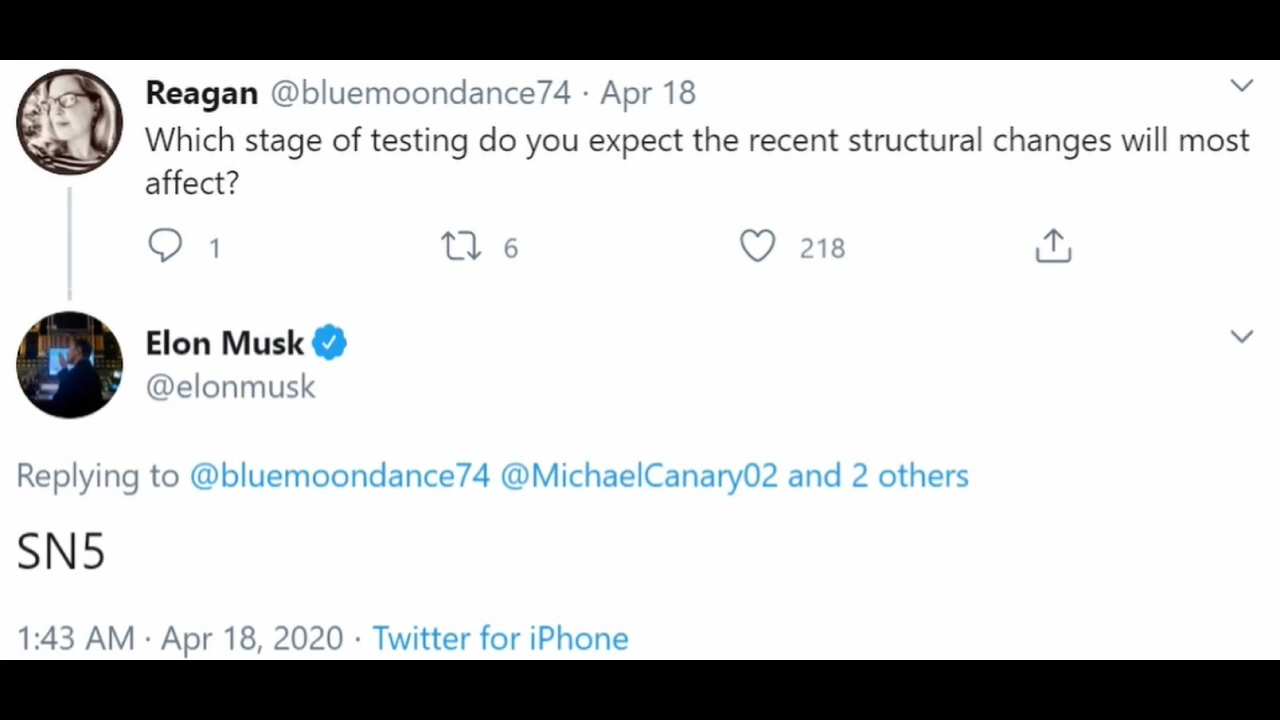 Reagan @bluemoondance74 · Apr 18
Which stage of testing do you expect the recent structural changes will most
affect?
1 6 218
Elon Musk
@elonmusk
Replying to @bluemoondance74 @MichaelCanary02 and 2 others
SN5
1:43 AM · Apr 18, 2020 · Twitter for iPhone